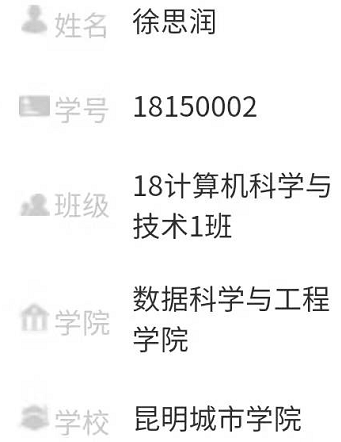 姓名 徐思润
学号 18150002
班级 18计算机科学与
技术1班
学院 数据科学与工程
学院
学校 昆明城市学院